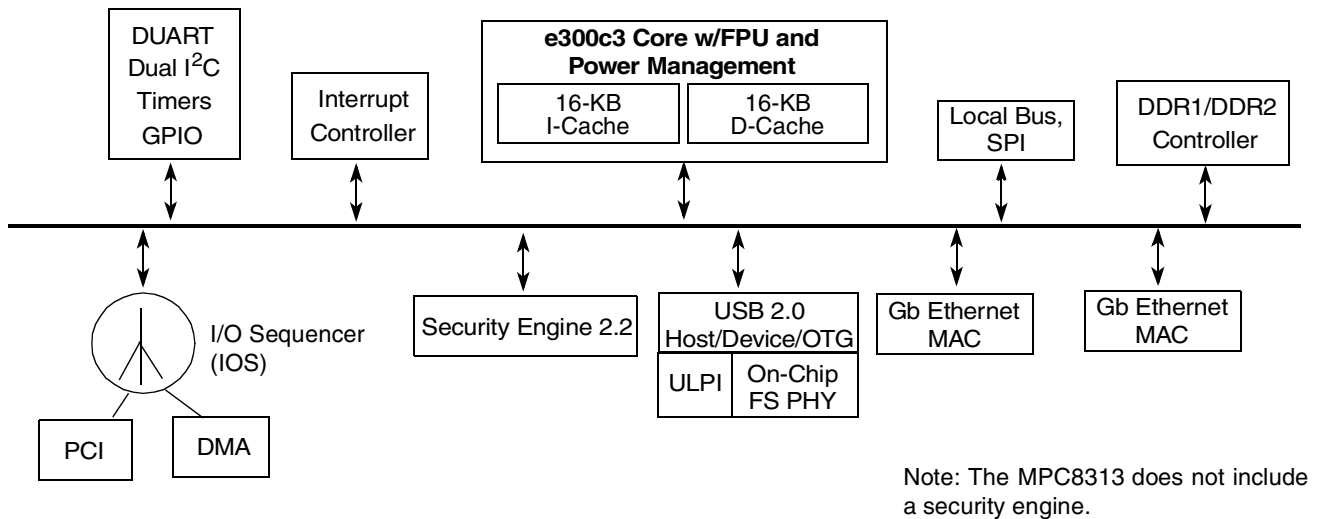 DUART
Dual I²C
Timers
GPIO
Interrupt
Controller
e300c3 Core w/FPU and
Power Management
16-KB
I-Cache
16-KB
D-Cache
Local Bus,
SPI
DDR1/DDR2
Controller
I/O Sequencer
(IOS)
PCI
DMA
Security Engine 2.2
USB 2.0
Host/Device/OTG
ULPI
On-Chip
FS PHY
Gb Ethernet
MAC
Gb Ethernet
MAC
Note: The MPC8313 does not include
a security engine.